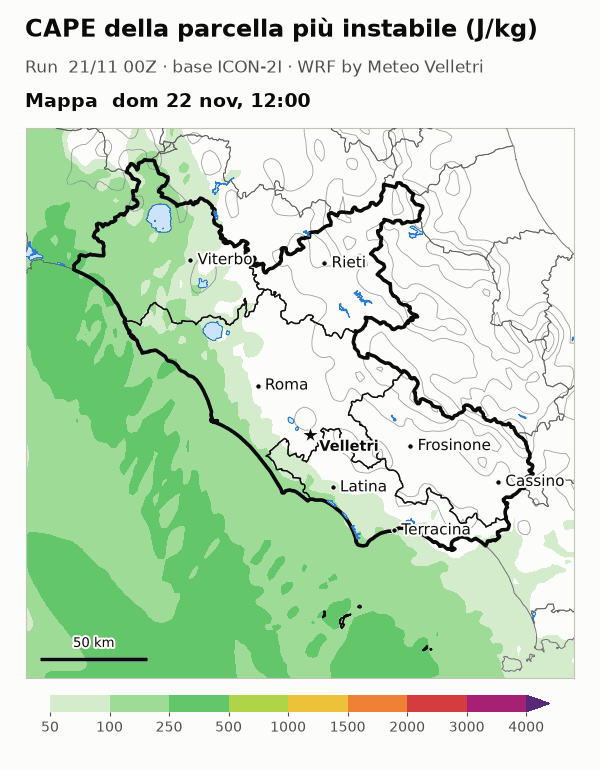 CAPE della parcella più instabile (J/kg)
Run 21/11 00Z · base ICON-2I · WRF by Meteo Velletri
Mappa dom 22 nov, 12:00
Viterbo
Rieti
Roma
Velletri
Frosinone
Cassino
Latina
Terracina
50 km
50 100 250 500 1000 1500 2000 3000 4000